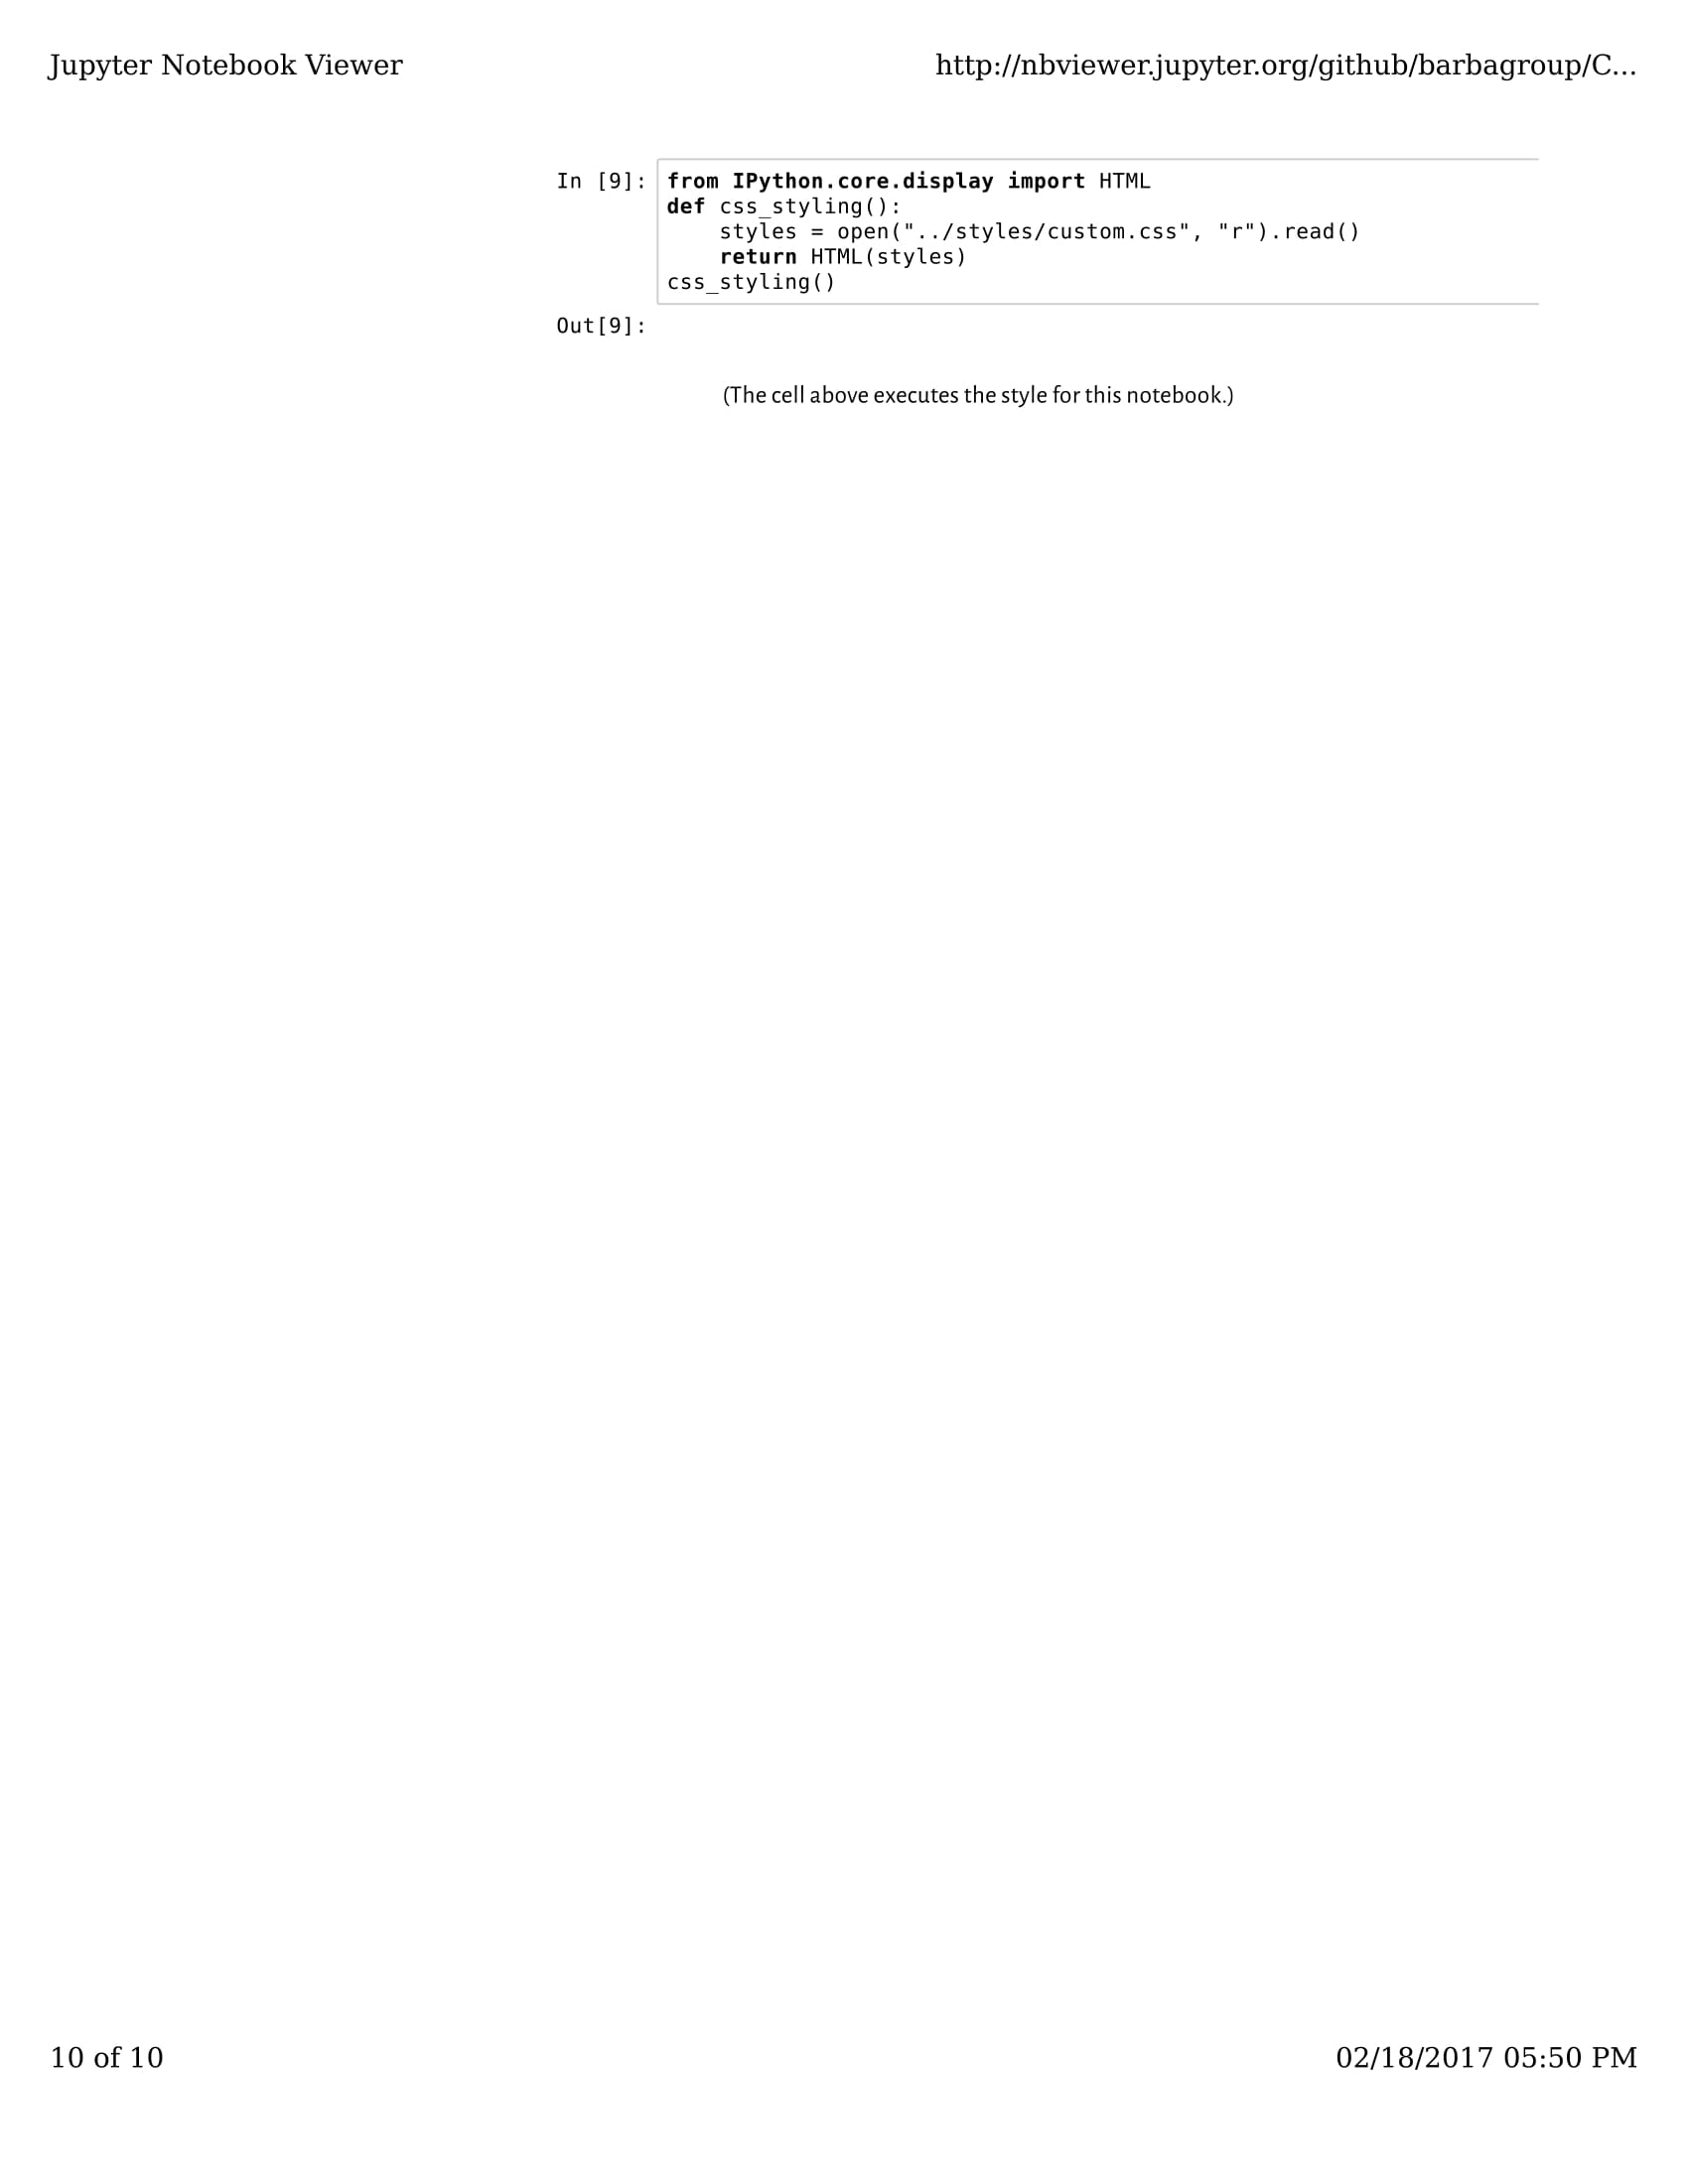 Jupyter Notebook Viewer
http://nbviewer.jupyter.org/github/barbagroup/C...
In [9]:
from IPython.core.display import HTML
def css_styling():
    styles = open("../styles/custom.css", "r").read()
    return HTML(styles)
css_styling()
Out[9]:
(The cell above executes the style for this notebook.)
10 of 10
02/18/2017 05:50 PM